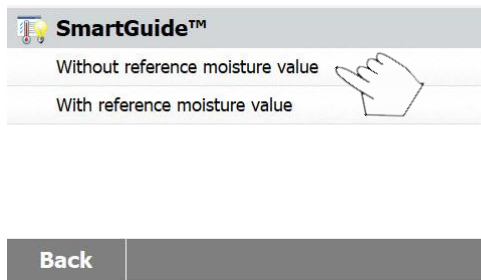 SmartGuide™
Without reference moisture value
With reference moisture value
Back